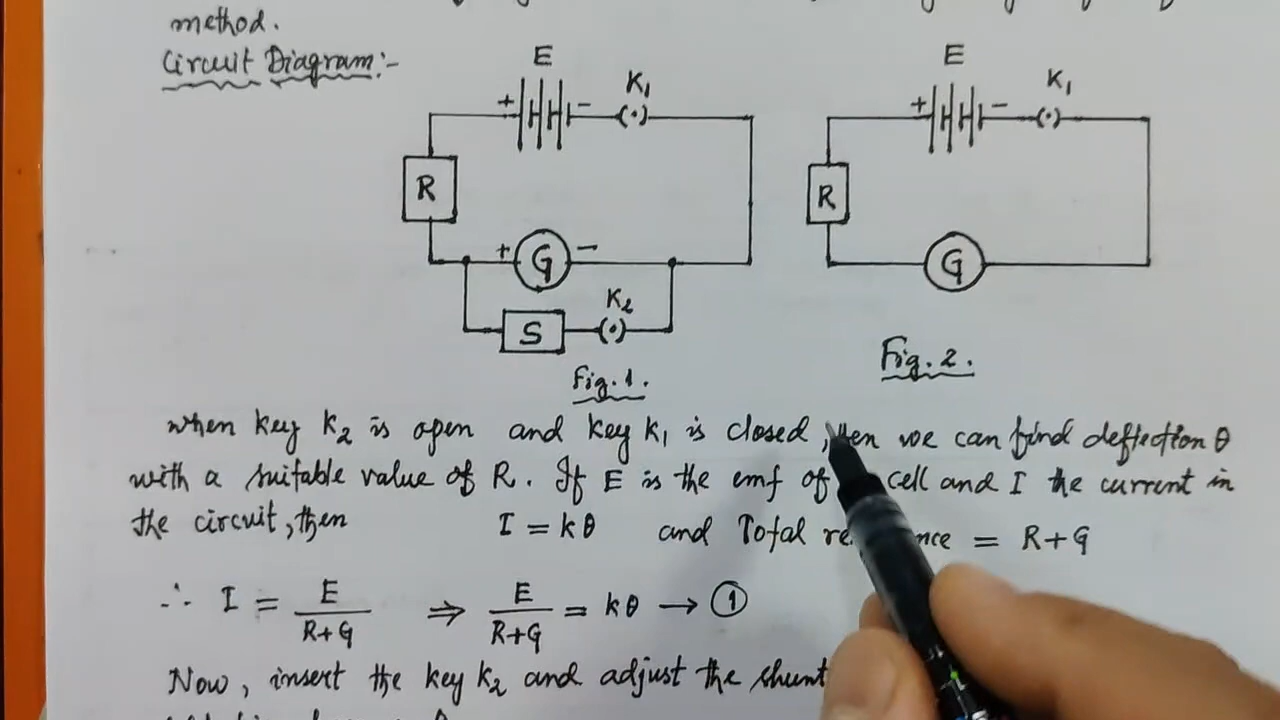 method.
Circuit Diagram:-
E
+ - K1
R
+ G -
K2
S
Fig. 1.
E
+ - K1
R
G
Fig. 2.
when key K2 is open and key K1 is closed, then we can find deflection θ
with a suitable value of R. If E is the emf of cell and I the current in
the circuit, then I = kθ and Total = R+G
∴ I = E/R+G ⇒ E/R+G = kθ → ①
Now, insert the key K2 and adjust the shunt